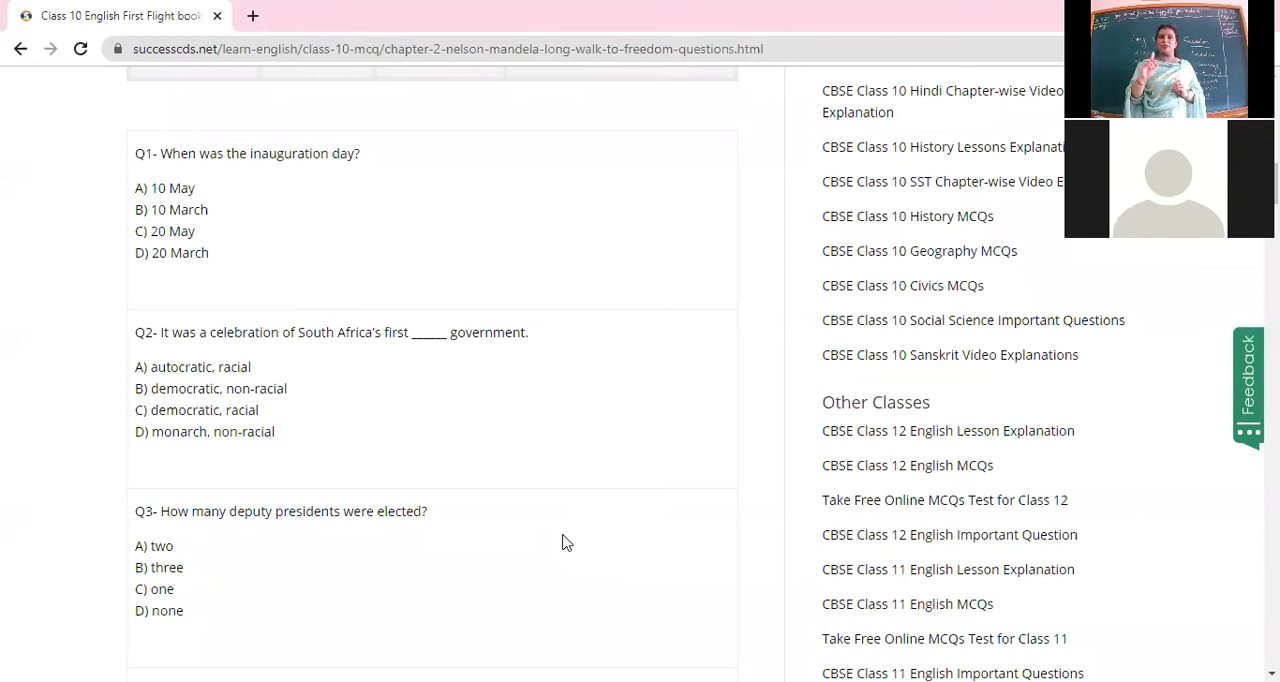 Class 10 English First Flight book
successcds.net/learn-english/class-10-mcq/chapter-2-nelson-mandela-long-walk-to-freedom-questions.html
Q1- When was the inauguration day?
A) 10 May
B) 10 March
C) 20 May
D) 20 March
Q2- It was a celebration of South Africa's first ______ government.
A) autocratic, racial
B) democratic, non-racial
C) democratic, racial
D) monarch, non-racial
Q3- How many deputy presidents were elected?
A) two
B) three
C) one
D) none
CBSE Class 10 Hindi Chapter-wise Video
Explanation
CBSE Class 10 History Lessons Explanati
CBSE Class 10 SST Chapter-wise Video E
CBSE Class 10 History MCQs
CBSE Class 10 Geography MCQs
CBSE Class 10 Civics MCQs
CBSE Class 10 Social Science Important Questions
CBSE Class 10 Sanskrit Video Explanations
Other Classes
CBSE Class 12 English Lesson Explanation
CBSE Class 12 English MCQs
Take Free Online MCQs Test for Class 12
CBSE Class 12 English Important Question
CBSE Class 11 English Lesson Explanation
CBSE Class 11 English MCQs
Take Free Online MCQs Test for Class 11
CBSE Class 11 English Important Questions
Feedback
Long
Freedom